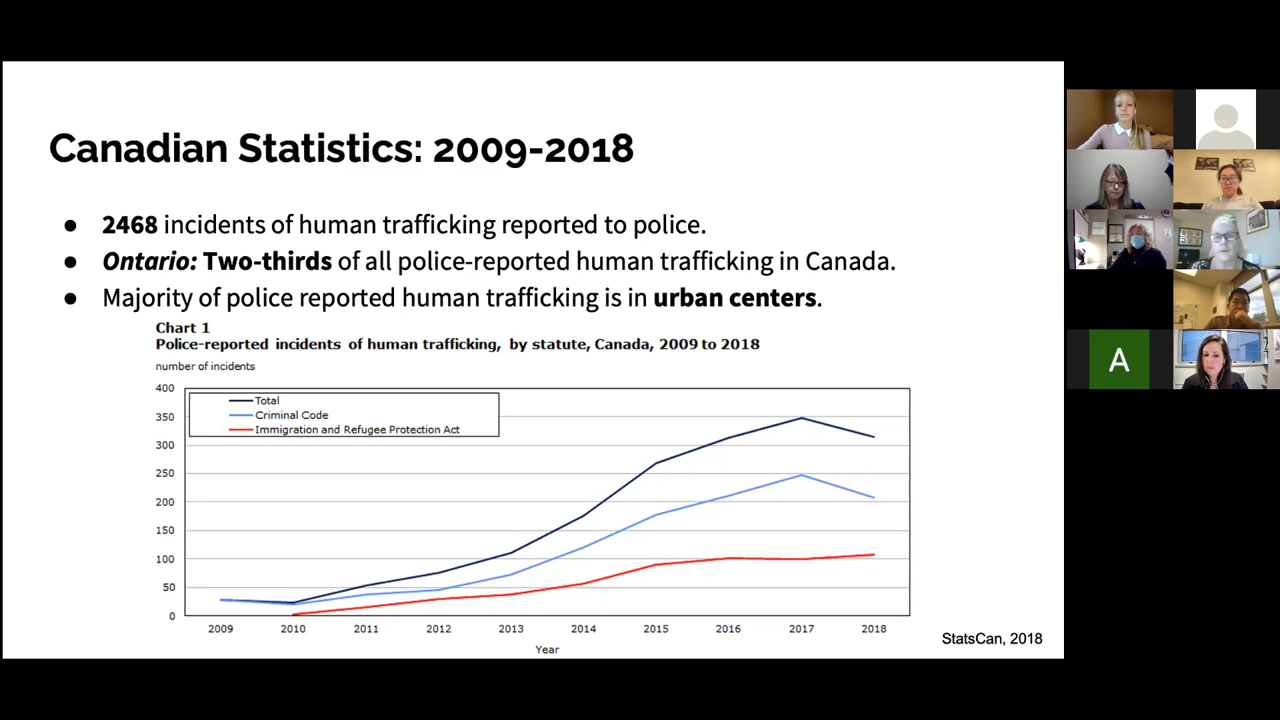 Canadian Statistics: 2009-2018
● 2468 incidents of human trafficking reported to police.
● Ontario: Two-thirds of all police-reported human trafficking in Canada.
● Majority of police reported human trafficking is in urban centers.
Chart 1
Police-reported incidents of human trafficking, by statute, Canada, 2009 to 2018
number of incidents
400
350
300
250
200
150
100
50
0
Total
Criminal Code
Immigration and Refugee Protection Act
2009 2010 2011 2012 2013 2014 2015 2016 2017 2018
Year
StatsCan, 2018
A